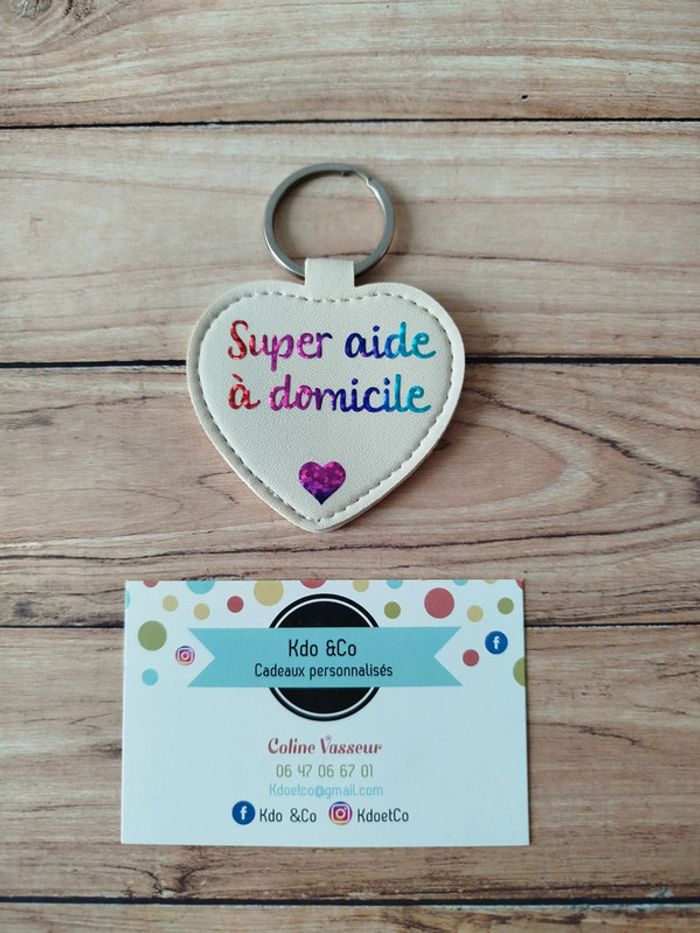 Super aide
à domicile
Kdo &Co
Cadeaux personnalisés
Coline Vasseur
06 47 06 67 01
Kdoetco@gmail.com
Kdo &Co KdoetCo